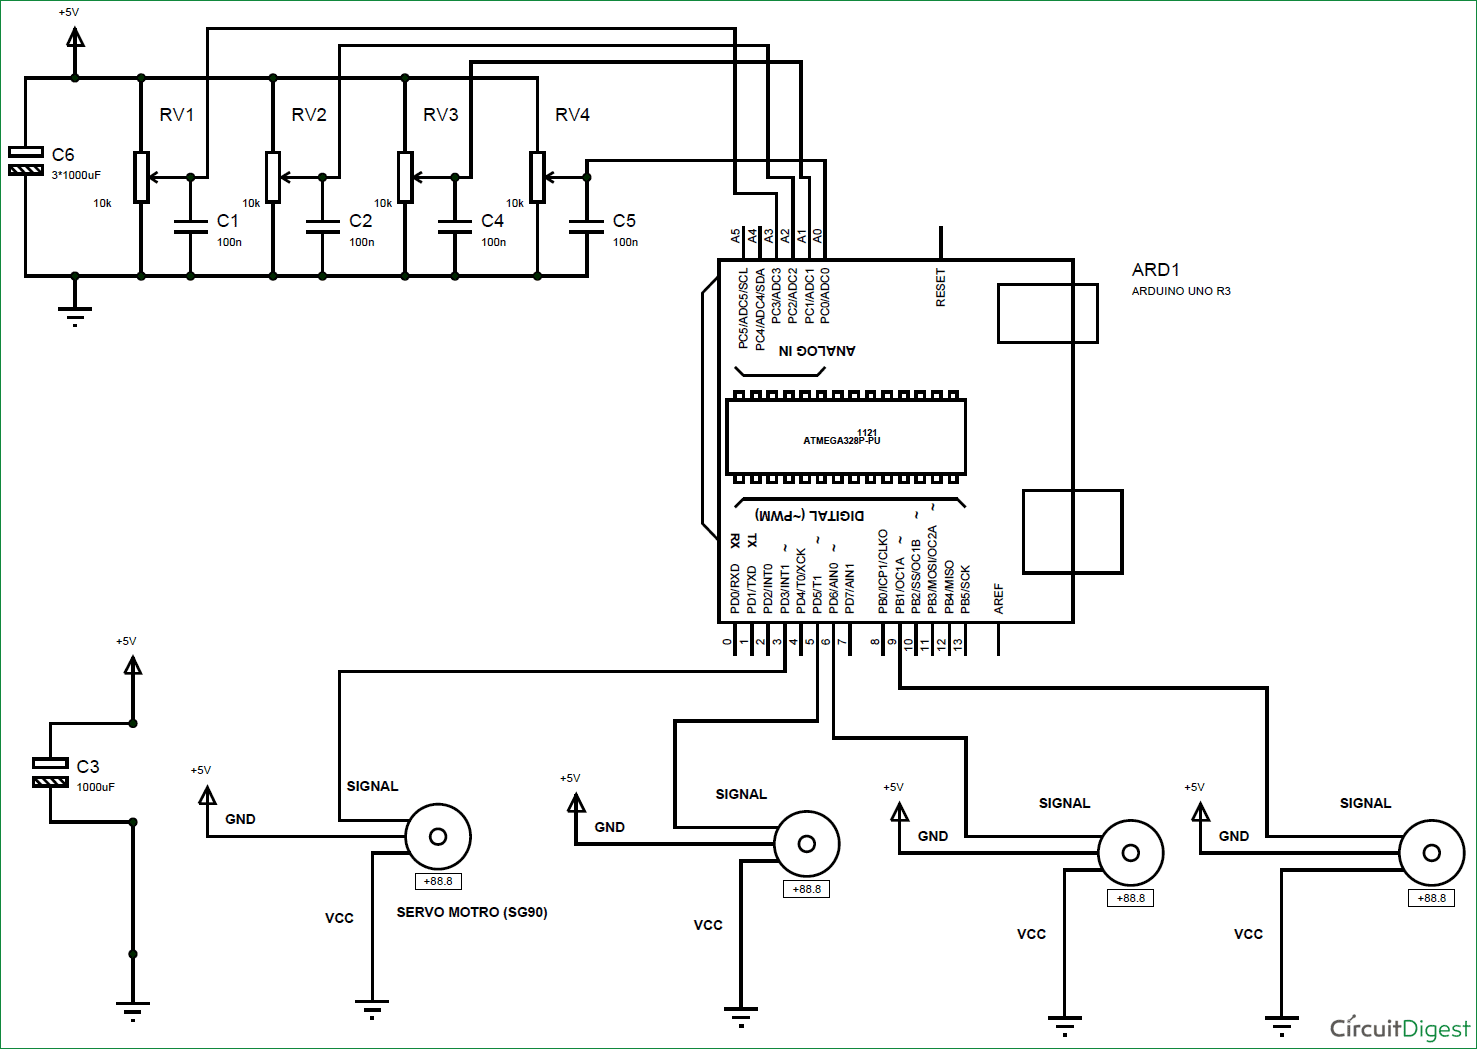 +5V
RV1
RV2
RV3
RV4
C6
3*1000uF
10k
10k
10k
10k
C1
100n
C2
100n
C4
100n
C5
100n
A5
A4
A3
A2
A1
A0
RESET
PC5/ADC5/SCL
PC4/ADC4/SDA
PC3/ADC3
PC2/ADC2
PC1/ADC1
PC0/ADC0
ANALOG IN
ARD1
ARDUINO UNO R3
1121
ATMEGA328P-PU
DIGITAL (~PWM)
RX
TX
~
~
~
~
~
~
PD0/RXD
PD1/TXD
PD2/INT0
PD3/INT1
PD4/T0/XCK
PD5/T1
PD6/AIN0
PD7/AIN1
PB0/ICP1/CLKO
PB1/OC1A
PB2/SS/OC1B
PB3/MOSI/OC2A
PB4/MISO
PB5/SCK
AREF
0
1
2
3
4
5
6
7
8
9
10
11
12
13
+5V
C3
1000uF
+5V
SIGNAL
GND
+88.8
VCC
SERVO MOTRO (SG90)
+5V
SIGNAL
GND
+88.8
VCC
+5V
SIGNAL
GND
+88.8
VCC
+5V
SIGNAL
GND
+88.8
VCC
CircuitDigest